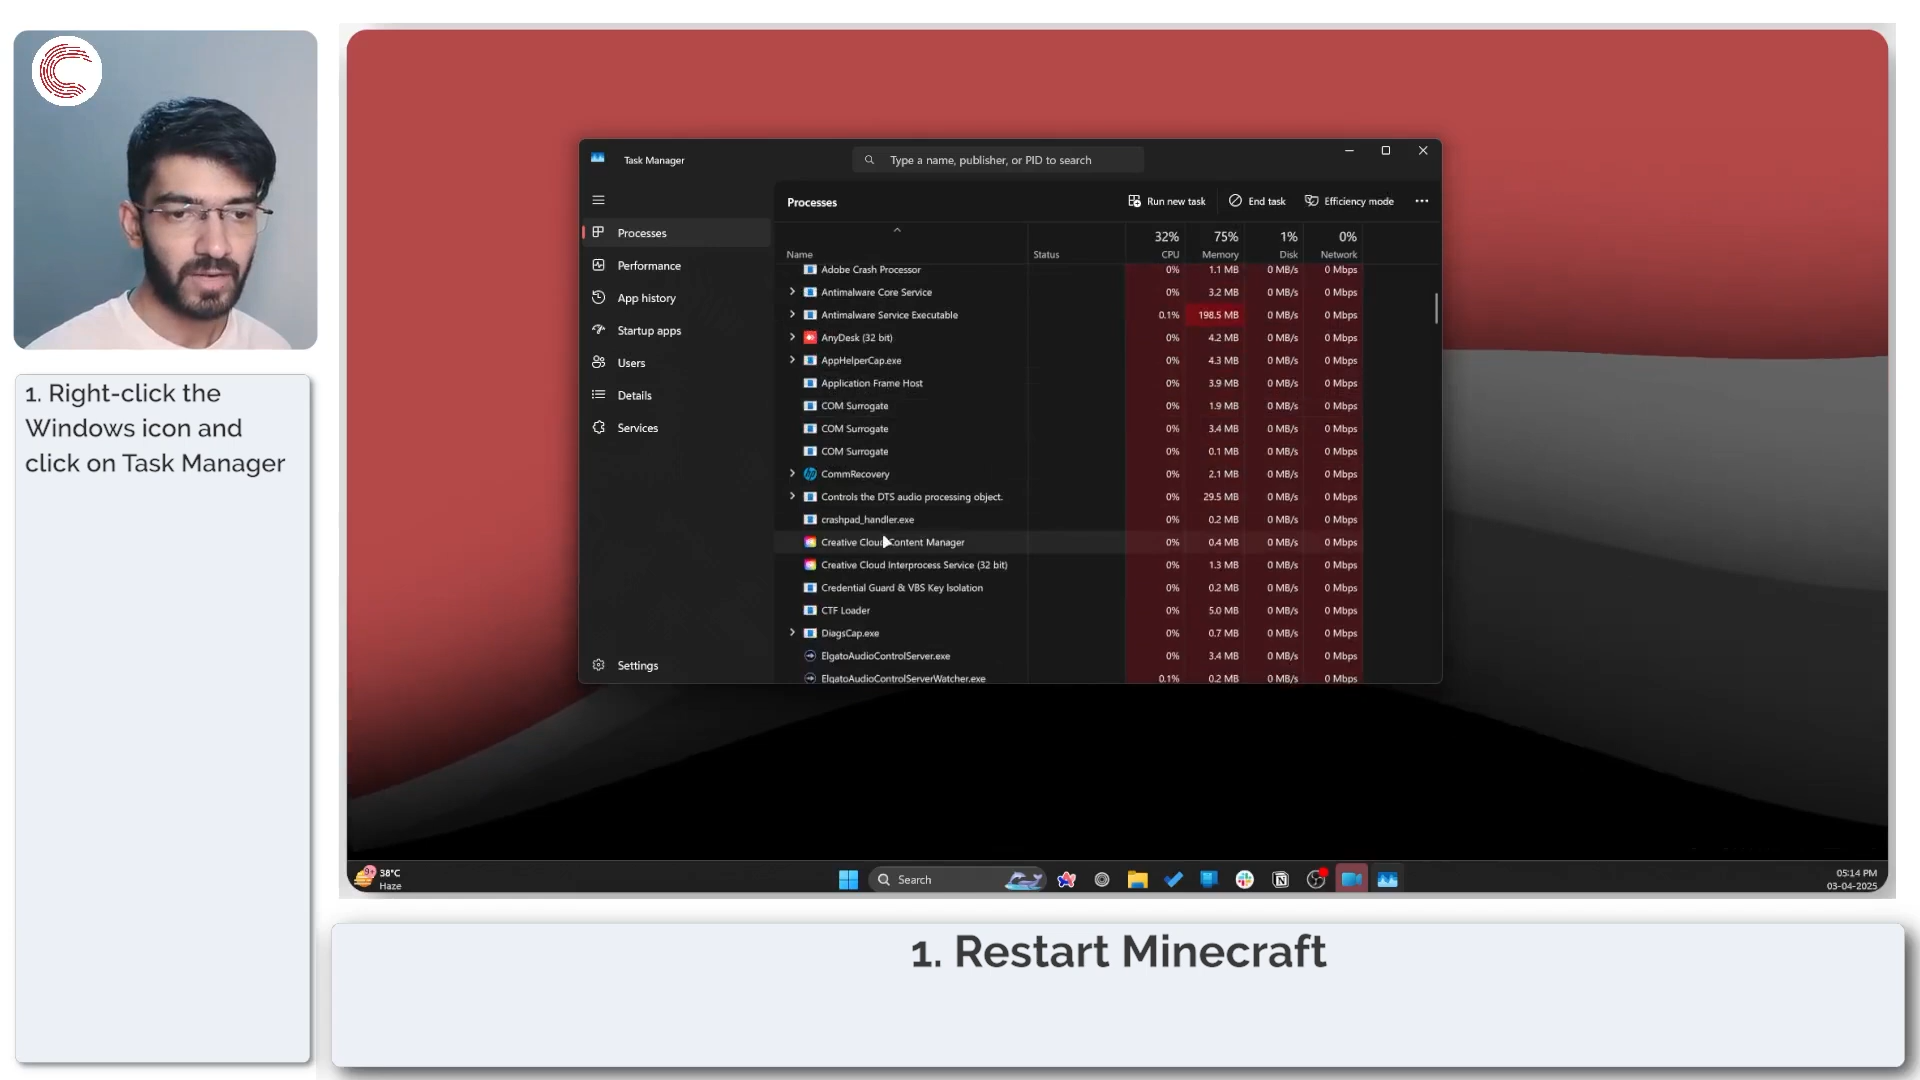 1. Right-click the
Windows icon and
click on Task Manager
Task Manager
Type a name, publisher, or PID to search
Processes
Run new task
End task
Efficiency mode
Processes
Performance
App history
Startup apps
Users
Details
Services
Settings
32% 75% 1% 0%
Name Status CPU Memory Disk Network
Adobe Crash Processor 0% 1.1 MB 0 MB/s 0 Mbps
Antimalware Core Service 0% 3.2 MB 0 MB/s 0 Mbps
Antimalware Service Executable 0.1% 198.5 MB 0 MB/s 0 Mbps
AnyDesk (32 bit) 0% 4.2 MB 0 MB/s 0 Mbps
AppHelperCap.exe 0% 4.3 MB 0 MB/s 0 Mbps
Application Frame Host 0% 3.9 MB 0 MB/s 0 Mbps
COM Surrogate 0% 1.9 MB 0 MB/s 0 Mbps
COM Surrogate 0% 3.4 MB 0 MB/s 0 Mbps
COM Surrogate 0% 0.1 MB 0 MB/s 0 Mbps
CommRecovery 0% 2.1 MB 0 MB/s 0 Mbps
Controls the DTS audio processing object. 0% 29.5 MB 0 MB/s 0 Mbps
crashpad_handler.exe 0% 0.2 MB 0 MB/s 0 Mbps
Creative Cloud Content Manager 0% 0.4 MB 0 MB/s 0 Mbps
Creative Cloud Interprocess Service (32 bit) 0% 1.3 MB 0 MB/s 0 Mbps
Credential Guard & VBS Key Isolation 0% 0.2 MB 0 MB/s 0 Mbps
CTF Loader 0% 5.0 MB 0 MB/s 0 Mbps
DiagsCap.exe 0% 0.7 MB 0 MB/s 0 Mbps
ElgatoAudioControlServer.exe 0% 3.4 MB 0 MB/s 0 Mbps
ElgatoAudioControlServerWatcher.exe 0.1% 0.2 MB 0 MB/s 0 Mbps
9+
38°C
Haze
Search
05:14 PM
03-04-2025
1. Restart Minecraft